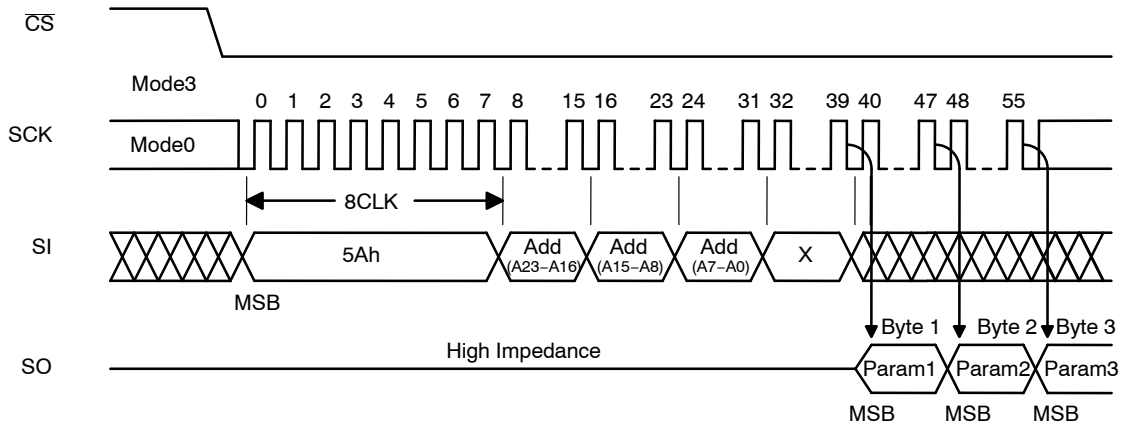 CS
Mode3
0 1 2 3 4 5 6 7 8 15 16 23 24 31 32 39 40 47 48 55
SCK
Mode0
8CLK
SI
5Ah
Add
(A23−A16)
Add
(A15−A8)
Add
(A7−A0)
X
MSB
Byte 1
Byte 2
Byte 3
High Impedance
SO
Param1
Param2
Param3
MSB
MSB
MSB